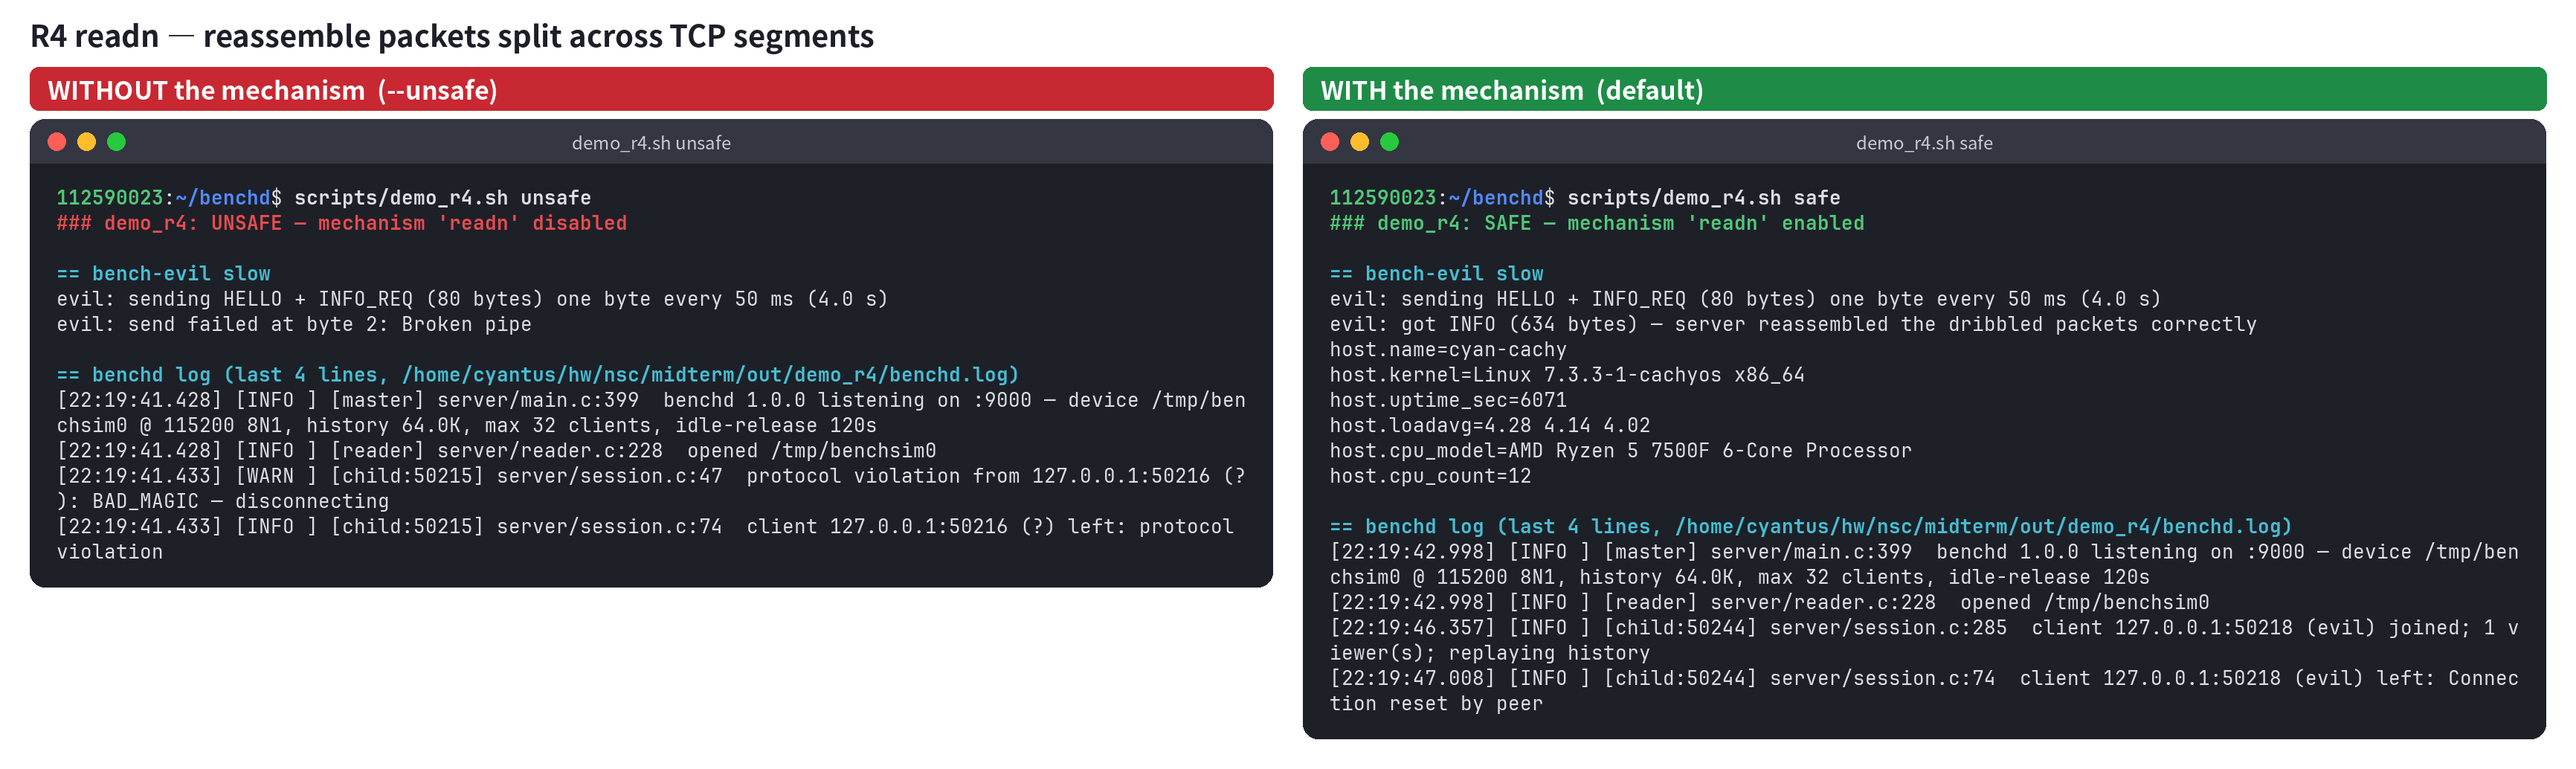 R4 readn — reassemble packets split across TCP segments
WITHOUT the mechanism (--unsafe)
demo_r4.sh unsafe
112590023:~/benchd$ scripts/demo_r4.sh unsafe
### demo_r4: UNSAFE — mechanism 'readn' disabled
== bench-evil slow
evil: sending HELLO + INFO_REQ (80 bytes) one byte every 50 ms (4.0 s)
evil: send failed at byte 2: Broken pipe
== benchd log (last 4 lines, /home/cyantus/hw/nsc/midterm/out/demo_r4/benchd.log)
[22:19:41.428] [INFO ] [master] server/main.c:399  benchd 1.0.0 listening on :9000 — device /tmp/ben
chsim0 @ 115200 8N1, history 64.0K, max 32 clients, idle-release 120s
[22:19:41.428] [INFO ] [reader] server/reader.c:228  opened /tmp/benchsim0
[22:19:41.433] [WARN ] [child:50215] server/session.c:47  protocol violation from 127.0.0.1:50216 (?
): BAD_MAGIC — disconnecting
[22:19:41.433] [INFO ] [child:50215] server/session.c:74  client 127.0.0.1:50216 (?) left: protocol
violation
WITH the mechanism (default)
demo_r4.sh safe
112590023:~/benchd$ scripts/demo_r4.sh safe
### demo_r4: SAFE — mechanism 'readn' enabled
== bench-evil slow
evil: sending HELLO + INFO_REQ (80 bytes) one byte every 50 ms (4.0 s)
evil: got INFO (634 bytes) — server reassembled the dribbled packets correctly
host.name=cyan-cachy
host.kernel=Linux 7.3.3-1-cachyos x86_64
host.uptime_sec=6071
host.loadavg=4.28 4.14 4.02
host.cpu_model=AMD Ryzen 5 7500F 6-Core Processor
host.cpu_count=12
== benchd log (last 4 lines, /home/cyantus/hw/nsc/midterm/out/demo_r4/benchd.log)
[22:19:42.998] [INFO ] [master] server/main.c:399  benchd 1.0.0 listening on :9000 — device /tmp/ben
chsim0 @ 115200 8N1, history 64.0K, max 32 clients, idle-release 120s
[22:19:42.998] [INFO ] [reader] server/reader.c:228  opened /tmp/benchsim0
[22:19:46.357] [INFO ] [child:50244] server/session.c:285  client 127.0.0.1:50218 (evil) joined; 1 v
iewer(s); replaying history
[22:19:47.008] [INFO ] [child:50244] server/session.c:74  client 127.0.0.1:50218 (evil) left: Connec
tion reset by peer